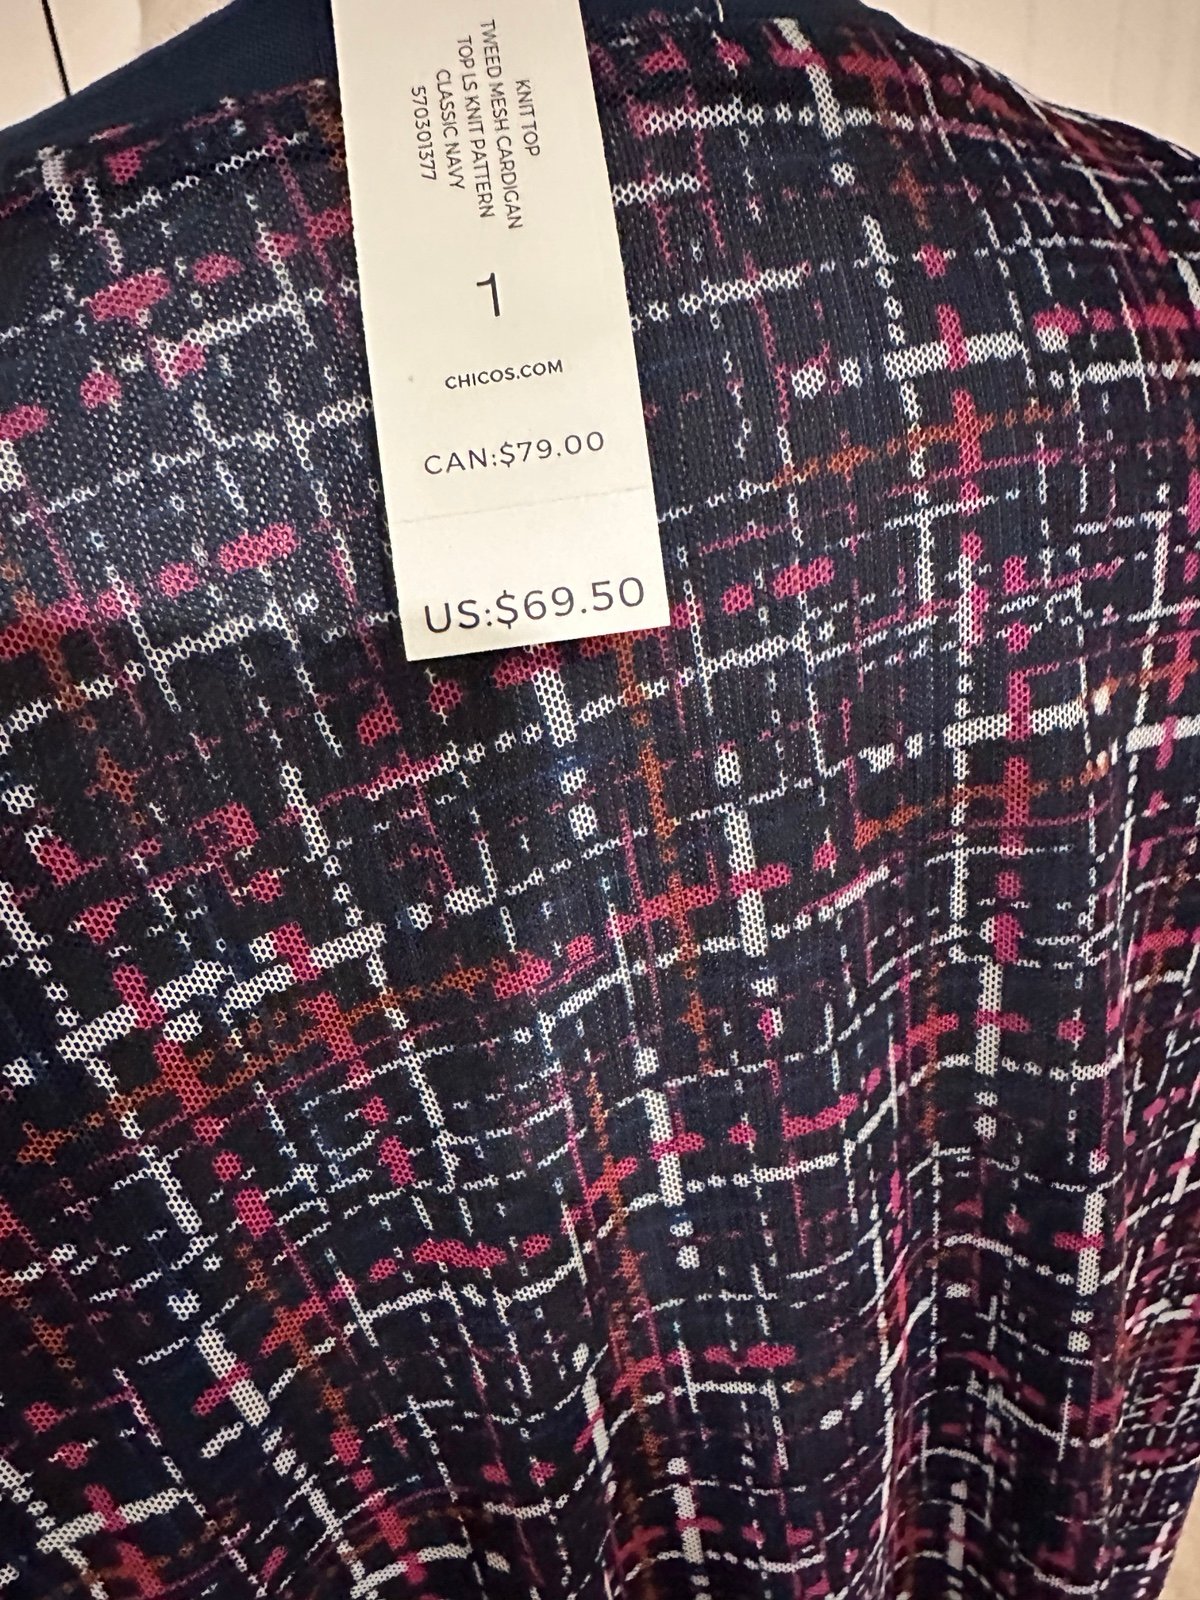 KNIT TOP
TWEED MESH CARDIGAN
TOP LS KNIT PATTERN
CLASSIC NAVY
570301377
1
CHICOS.COM
CAN:$79.00
US:$69.50